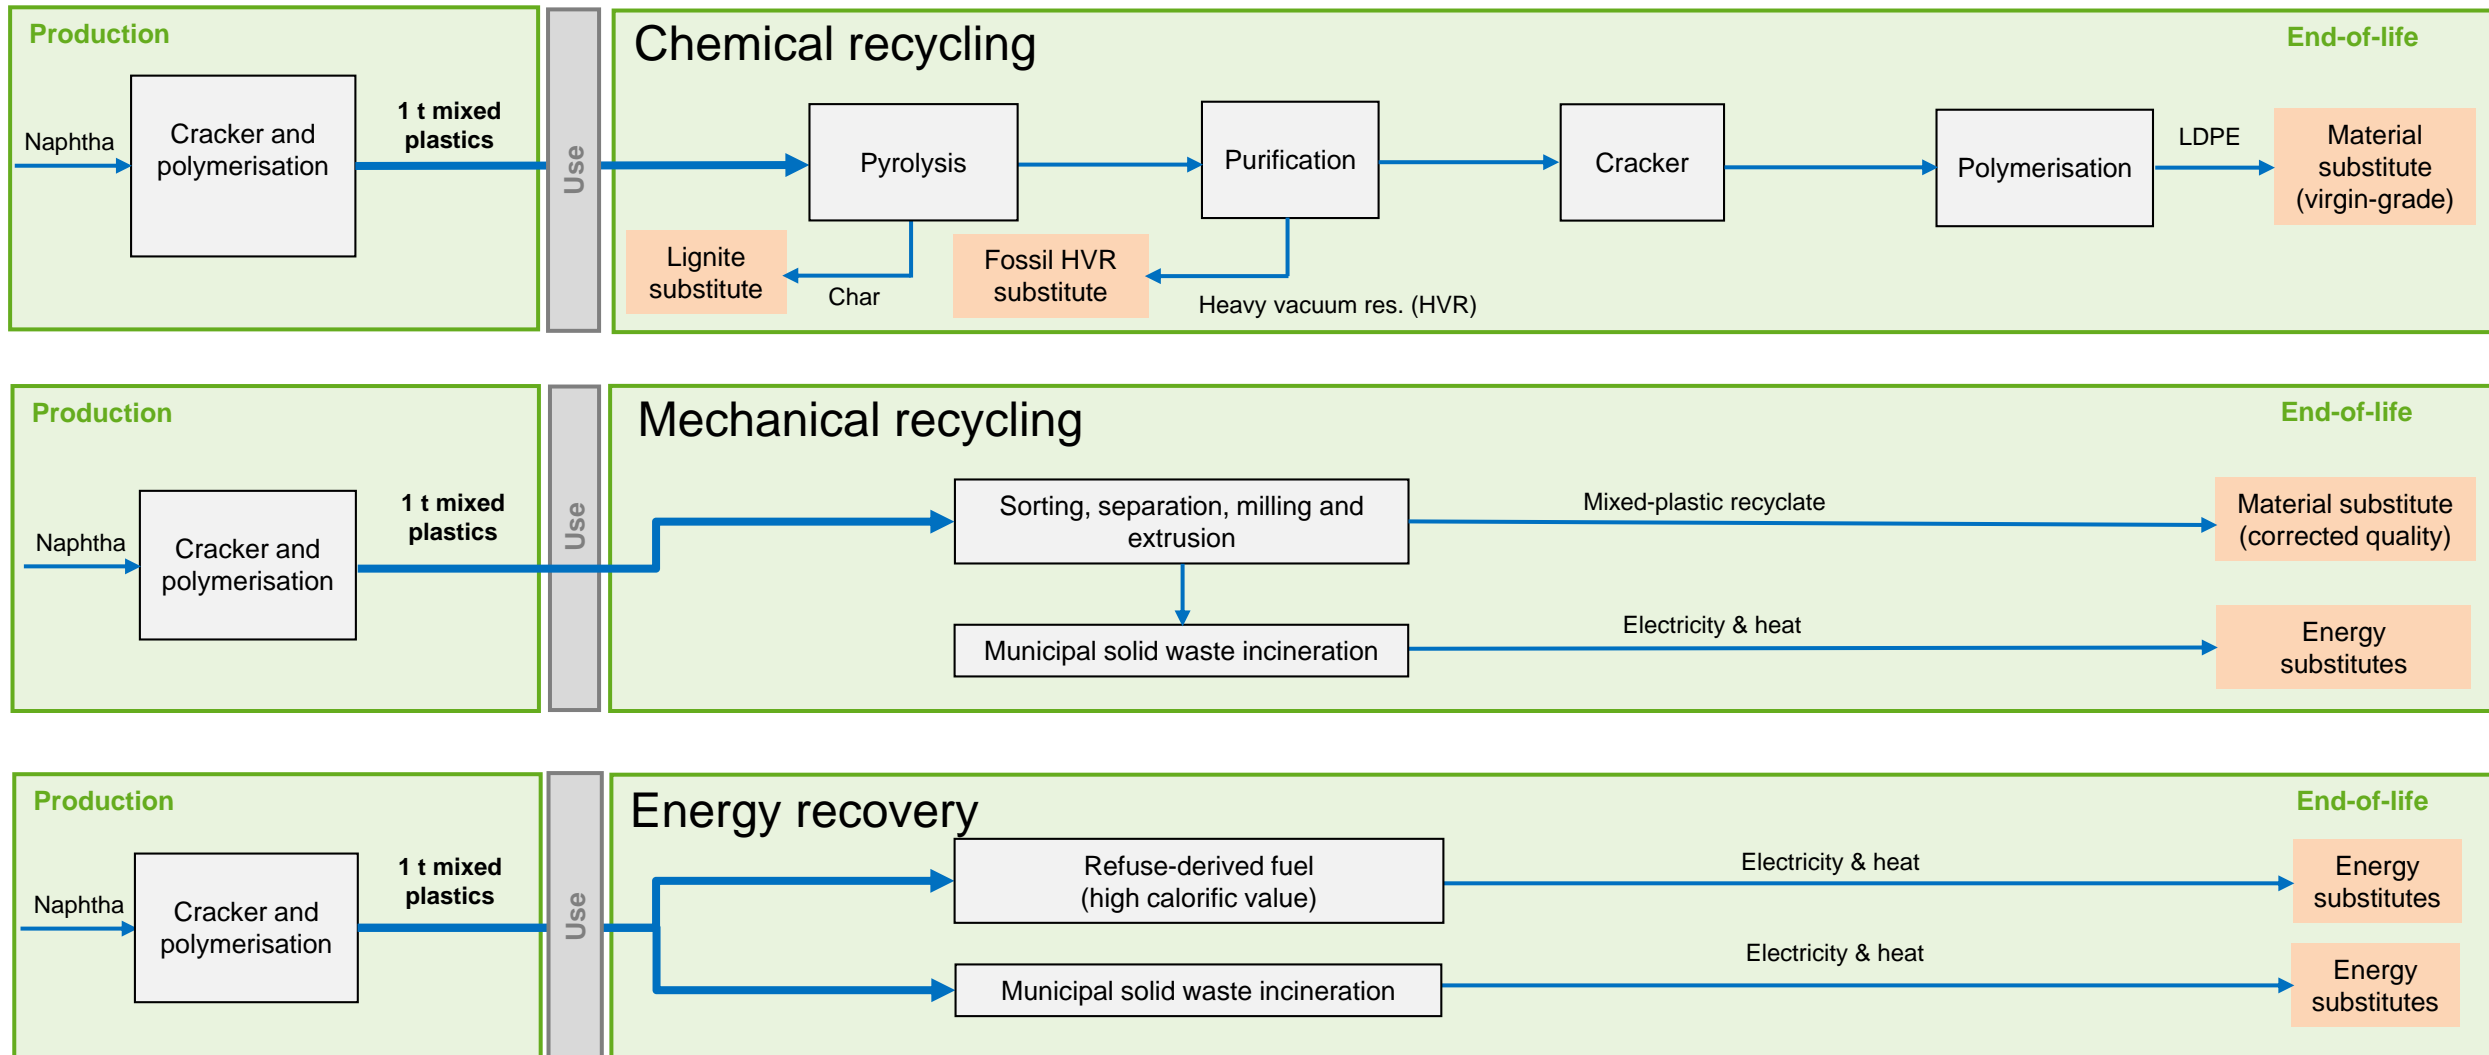 Production
Chemical recycling
End-of-life
Naphtha
Cracker and
polymerisation
1 t mixed
plastics
Use
Pyrolysis
Purification
Cracker
Polymerisation
LDPE
Material
substitute
(virgin-grade)
Lignite
substitute
Char
Fossil HVR
substitute
Heavy vacuum res. (HVR)
Production
Mechanical recycling
End-of-life
Naphtha
Cracker and
polymerisation
1 t mixed
plastics
Use
Sorting, separation, milling and
extrusion
Mixed-plastic recyclate
Material substitute
(corrected quality)
Municipal solid waste incineration
Electricity & heat
Energy
substitutes
Production
Energy recovery
End-of-life
Naphtha
Cracker and
polymerisation
1 t mixed
plastics
Use
Refuse-derived fuel
(high calorific value)
Electricity & heat
Energy
substitutes
Municipal solid waste incineration
Electricity & heat
Energy
substitutes